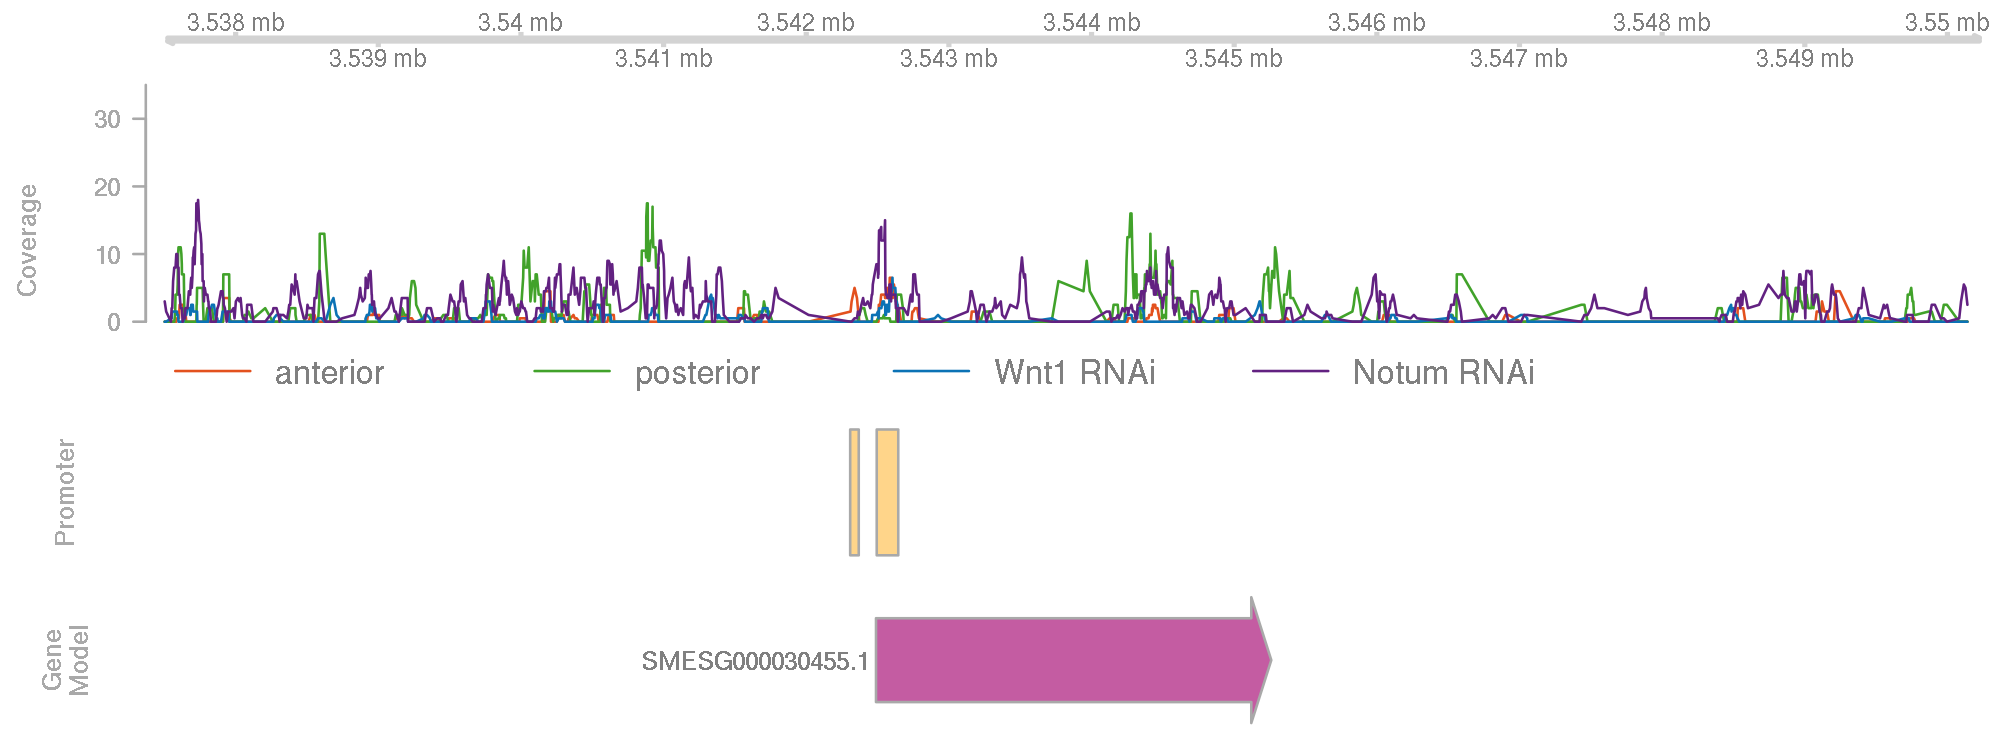 3.538 mb 3.54 mb 3.542 mb 3.544 mb 3.546 mb 3.548 mb 3.55 mb
3.539 mb 3.541 mb 3.543 mb 3.545 mb 3.547 mb 3.549 mb
Coverage
30
20
10
0
anterior posterior Wnt1 RNAi Notum RNAi
Promoter
Gene
Model
SMESG000030455.1